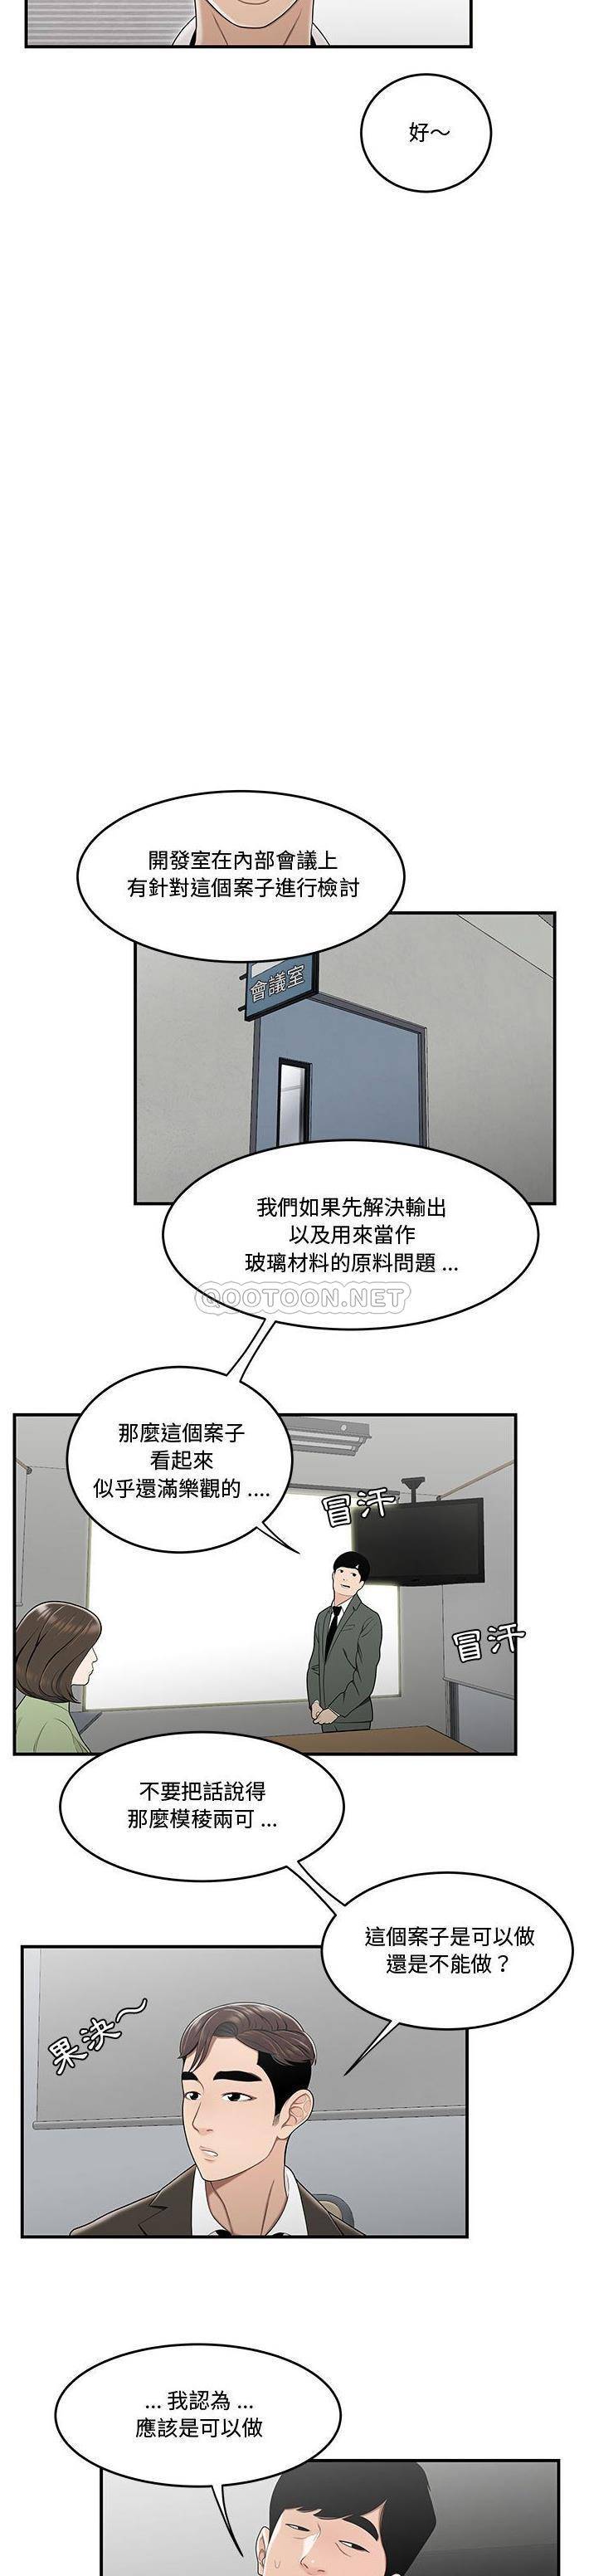 好～
開發室在內部會議上
有針對這個案子進行檢討
會議室
我們如果先解決輸出
以及用來當作
玻璃材料的原料問題 ...
QOOTOON.NET
那麼這個案子
看起來
似乎還滿樂觀的 ....
冒汗
冒汗
不要把話說得
那麼模稜兩可 ...
這個案子是可以做
還是不能做？
果決～
... 我認為 ...
應該是可以做